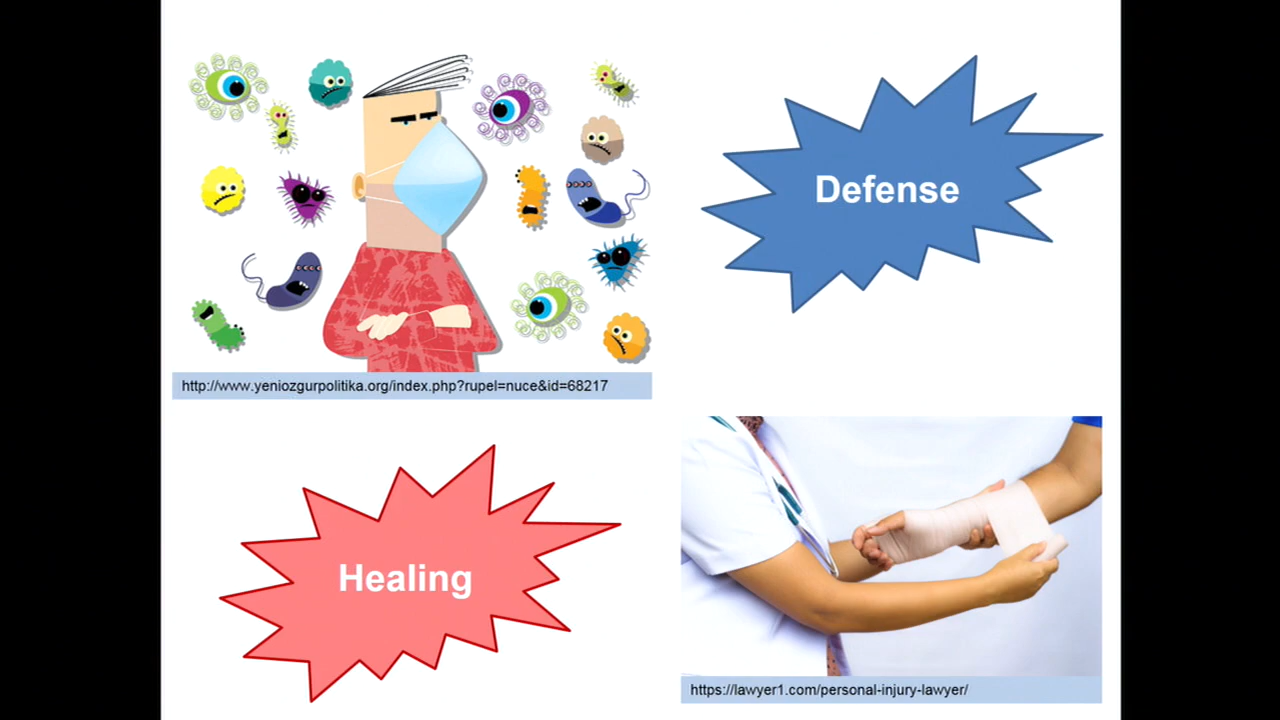 Defense
http://www.yeniozgurpolitika.org/index.php?rupel=nuce&id=68217
Healing
https://lawyer1.com/personal-injury-lawyer/